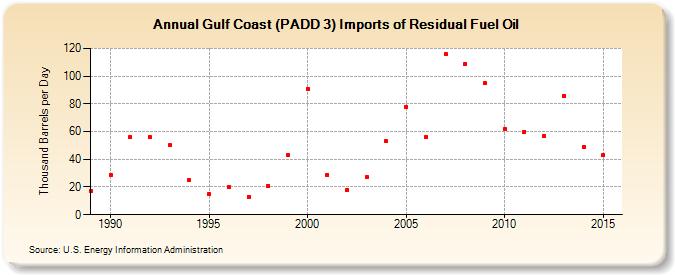 Annual Gulf Coast (PADD 3) Imports of Residual Fuel Oil
Thousand Barrels per Day
120
100
80
60
40
20
0
1990 1995 2000 2005 2010 2015
Source: U.S. Energy Information Administration